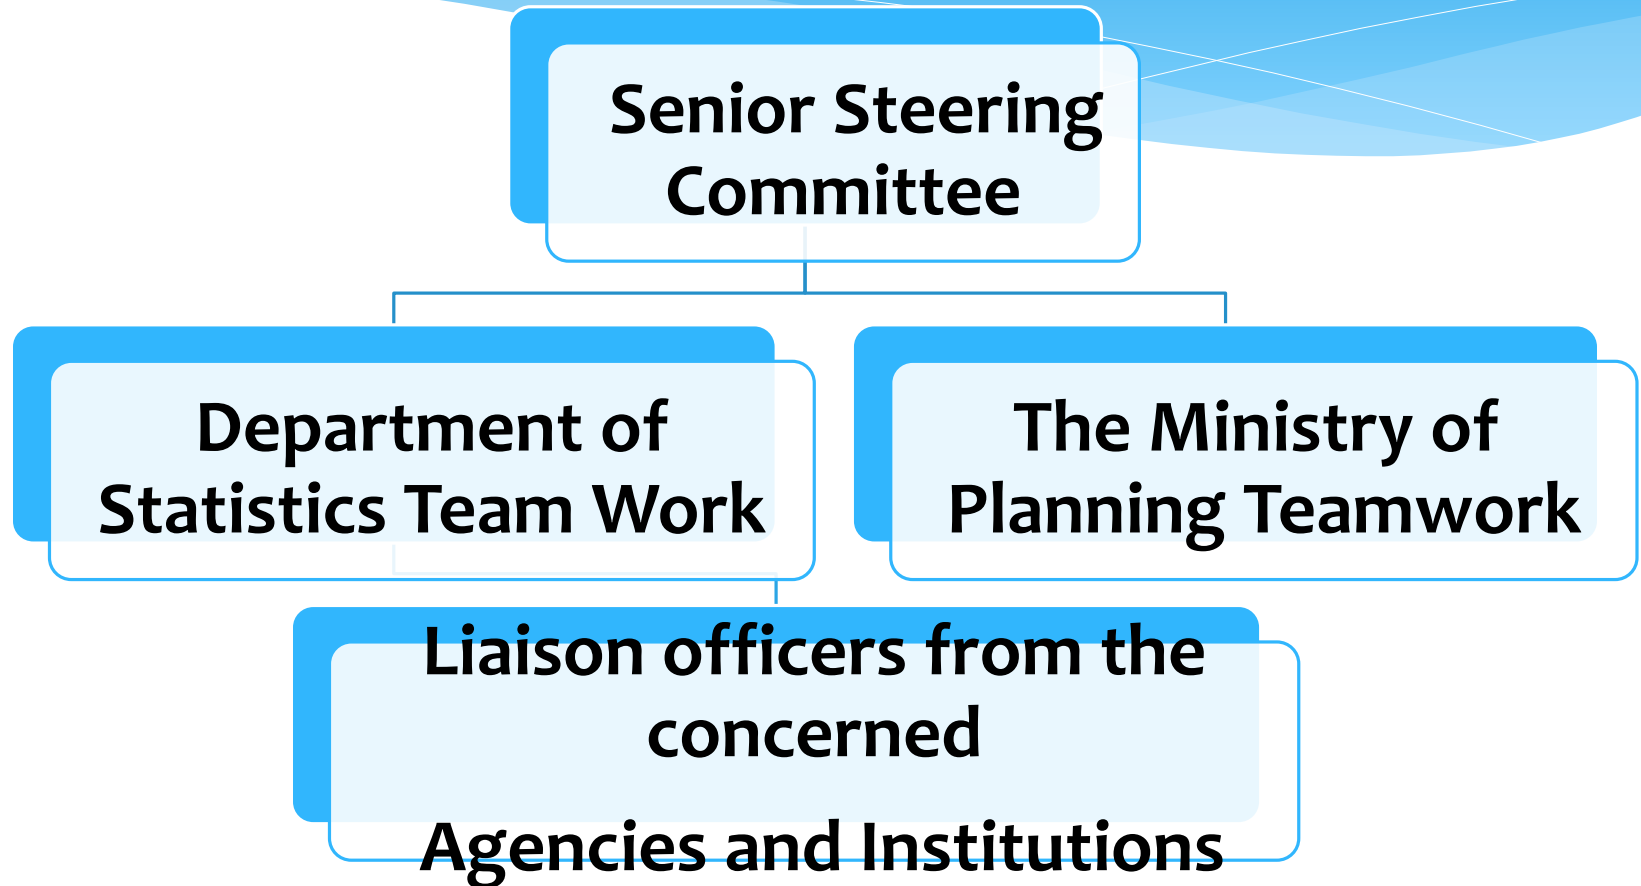 Senior Steering
Committee
Department of
Statistics Team Work
The Ministry of
Planning Teamwork
Liaison officers from the
concerned
Agencies and Institutions